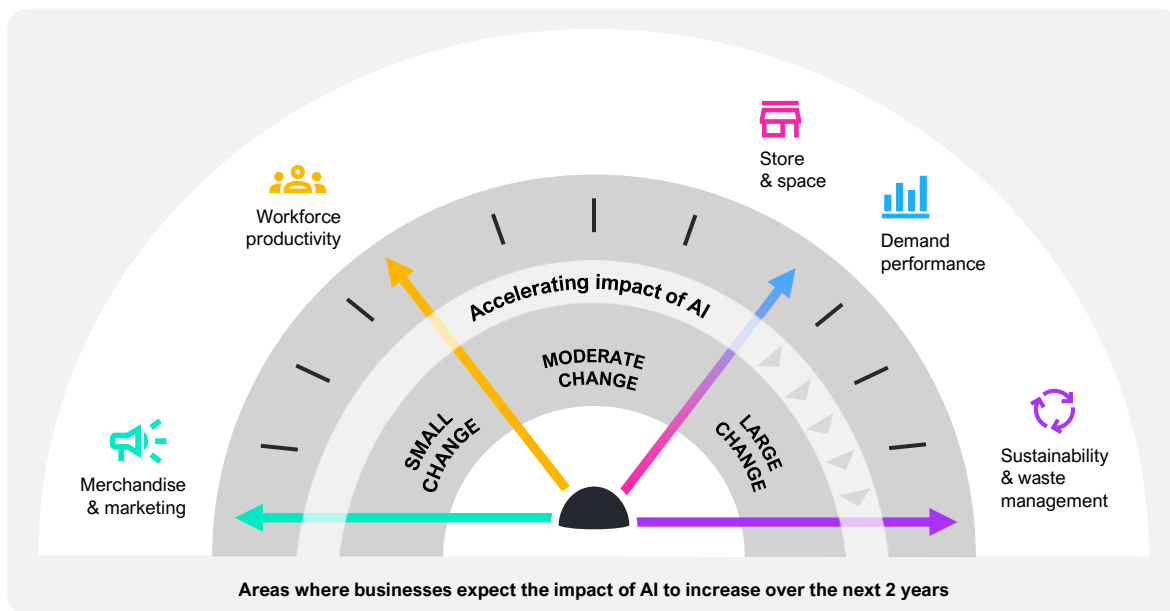 Store
& space
Workforce
productivity
Demand
performance
Accelerating impact of AI
MODERATE
CHANGE
SMALL
CHANGE
LARGE
CHANGE
Merchandise
& marketing
Sustainability
& waste
management
Areas where businesses expect the impact of AI to increase over the next 2 years